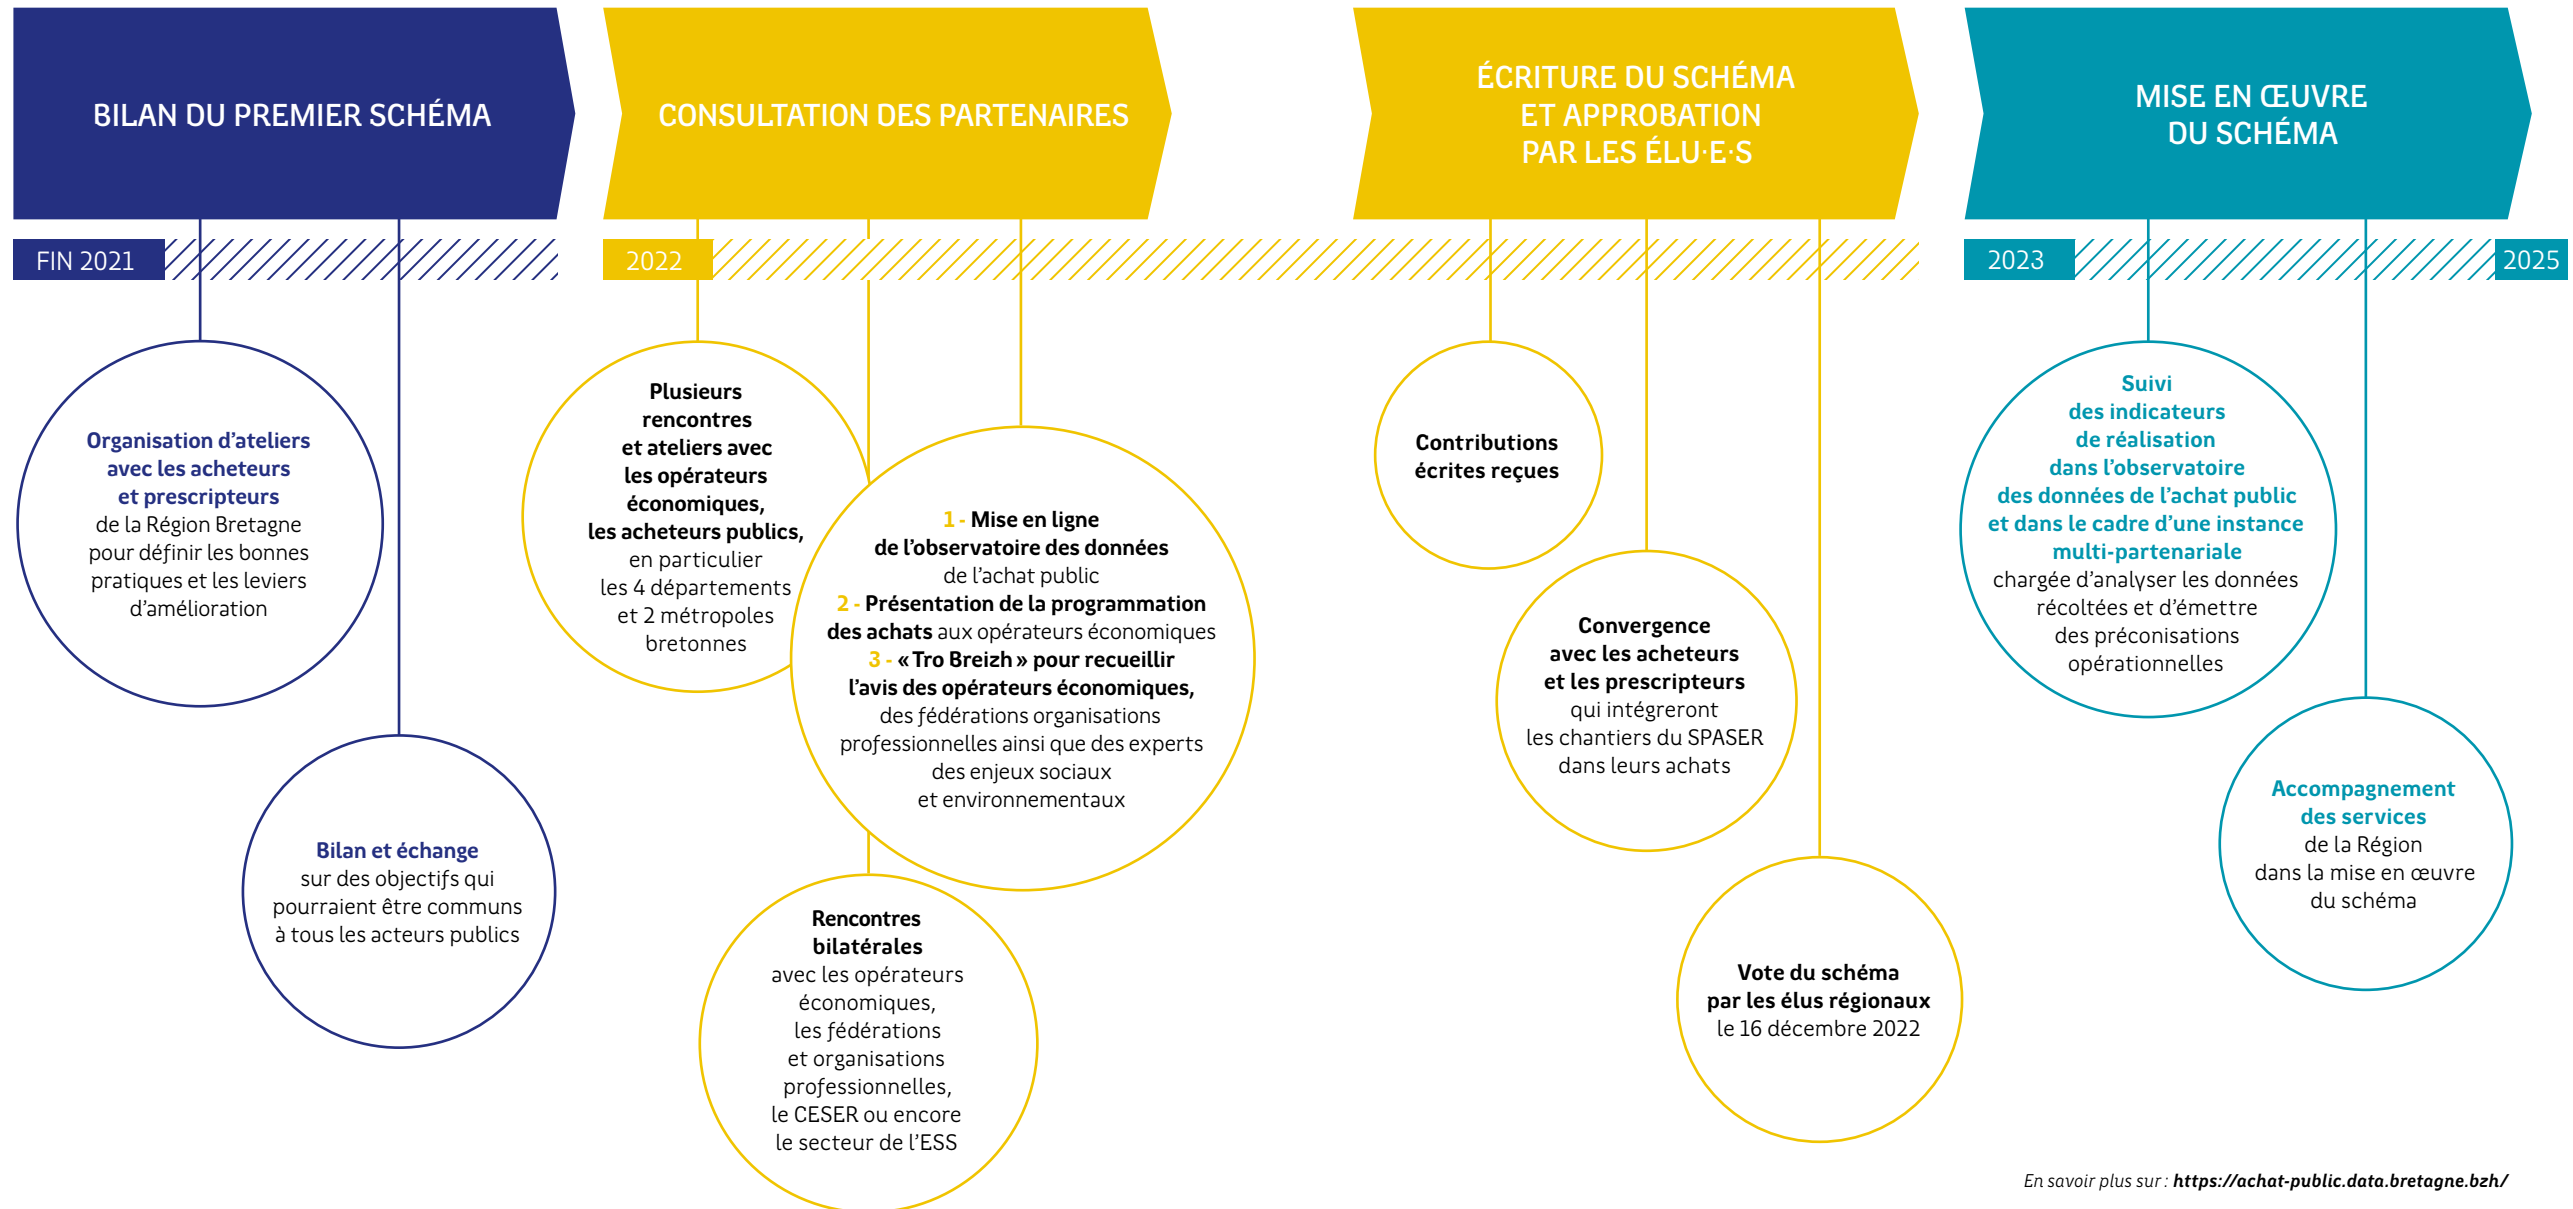 BILAN DU PREMIER SCHÉMA
CONSULTATION DES PARTENAIRES
ÉCRITURE DU SCHÉMA
ET APPROBATION
PAR LES ÉLU·E·S
MISE EN ŒUVRE
DU SCHÉMA
FIN 2021
2022
2023
2025
Organisation d’ateliers
avec les acheteurs
et prescripteurs
de la Région Bretagne
pour définir les bonnes
pratiques et les leviers
d’amélioration
Bilan et échange
sur des objectifs qui
pourraient être communs
à tous les acteurs publics
Plusieurs
rencontres
et ateliers avec
les opérateurs
économiques,
les acheteurs publics,
en particulier
les 4 départements
et 2 métropoles
bretonnes
1 - Mise en ligne
de l’observatoire des données
de l’achat public
2 - Présentation de la programmation
des achats aux opérateurs économiques
3 - « Tro Breizh » pour recueillir
l’avis des opérateurs économiques,
des fédérations organisations
professionnelles ainsi que des experts
des enjeux sociaux
et environnementaux
Rencontres
bilatérales
avec les opérateurs
économiques,
les fédérations
et organisations
professionnelles,
le CESER ou encore
le secteur de l’ESS
Contributions
écrites reçues
Convergence
avec les acheteurs
et les prescripteurs
qui intégreront
les chantiers du SPASER
dans leurs achats
Vote du schéma
par les élus régionaux
le 16 décembre 2022
Suivi
des indicateurs
de réalisation
dans l’observatoire
des données de l’achat public
et dans le cadre d’une instance
multi-partenariale
chargée d’analyser les données
récoltées et d’émettre
des préconisations
opérationnelles
Accompagnement
des services
de la Région
dans la mise en œuvre
du schéma
En savoir plus sur : https://achat-public.data.bretagne.bzh/